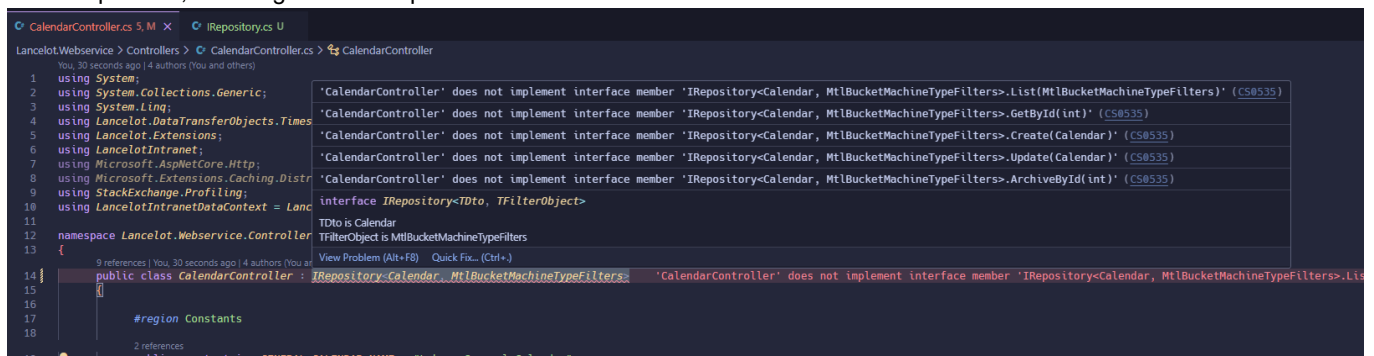 CalendarController.cs 5, M × IRepository.cs U
Lancelot.Webservice > Controllers > CalendarController.cs > CalendarController
You, 30 seconds ago | 4 authors (You and others)
1 using System;
2 using System.Collections.Generic;
3 using System.Linq;
4 using Lancelot.DataTransferObjects.Times
5 using Lancelot.Extensions;
6 using LancelotIntranet;
7 using Microsoft.AspNetCore.Http;
8 using Microsoft.Extensions.Caching.Distr
9 using StackExchange.Profiling;
10 using LancelotIntranetDataContext = Lanc
11
12 namespace Lancelot.Webservice.Controller
13 {
'CalendarController' does not implement interface member 'IRepository<Calendar, MtlBucketMachineTypeFilters>.List(MtlBucketMachineTypeFilters)' (CS0535)
'CalendarController' does not implement interface member 'IRepository<Calendar, MtlBucketMachineTypeFilters>.GetById(int)' (CS0535)
'CalendarController' does not implement interface member 'IRepository<Calendar, MtlBucketMachineTypeFilters>.Create(Calendar)' (CS0535)
'CalendarController' does not implement interface member 'IRepository<Calendar, MtlBucketMachineTypeFilters>.Update(Calendar)' (CS0535)
'CalendarController' does not implement interface member 'IRepository<Calendar, MtlBucketMachineTypeFilters>.ArchiveById(int)' (CS0535)
interface IRepository<TDto, TFilterObject>
TDto is Calendar
TFilterObject is MtlBucketMachineTypeFilters
View Problem (Alt+F8) Quick Fix... (Ctrl+.)
9 references | You, 30 seconds ago | 4 authors (You ar
14 public class CalendarController : IRepository<Calendar, MtlBucketMachineTypeFilters> 'CalendarController' does not implement interface member 'IRepository<Calendar, MtlBucketMachineTypeFilters>.Lis
15 {
16
17 #region Constants
18
2 references